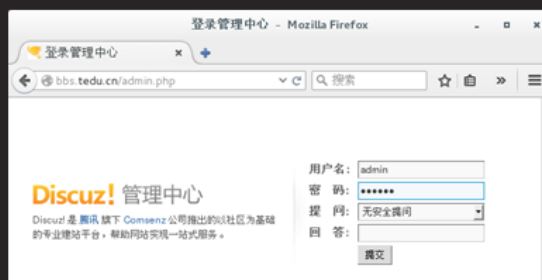 登录管理中心 - Mozilla Firefox
登录管理中心
bbs.tedu.cn/admin.php
搜索
用户名: admin
Discuz! 管理中心
密 码: ••••••
Discuz! 是 腾讯 旗下 Comsenz 公司推出的以社区为基础
的专业建站平台，帮助网站实现一站式服务。
提 问: 无安全提问
回 答:
提交